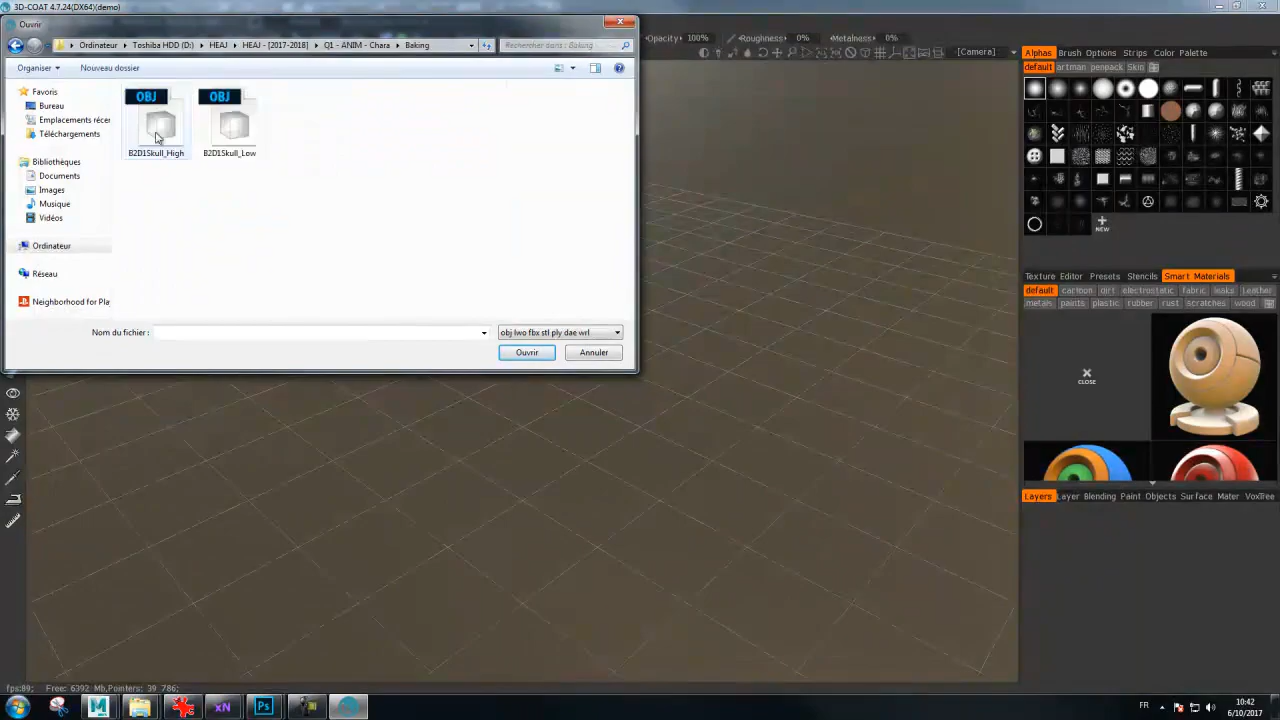 3D-COAT 4.7.24(DX64)(demo)
Ouvrir
Ordinateur ▸ Toshiba HDD (D:) ▸ HEAJ ▸ HEAJ - [2017-2018] ▸ Q1 - ANIM - Chara ▸ Baking
Rechercher dans : Baking
Opacity 100% Roughness 0% Metalness 0%
[Camera]
Organiser Nouveau dossier
Favoris
Bureau
Emplacements récer
Téléchargements
Bibliothèques
Documents
Images
Musique
Vidéos
Ordinateur
Réseau
Neighborhood for Pla
OBJ OBJ
B2D1Skull_High B2D1Skull_Low
Nom du fichier :
obj lwo fbx stl ply dae wrl
Ouvrir Annuler
Alphas Brush Options Strips Color Palette
default artman penpack Skin
NEW
Texture Editor Presets Stencils Smart Materials
default cartoon dirt electrostatic fabric leaks Leather
metals paints plastic rubber rust scratches wood
CLOSE
Layers Layer Blending Paint Objects Surface Mater VoxTree
fps:89; Free: 6392 Mb,Pointers: 39 786;
Ps
FR
10:42
6/10/2017